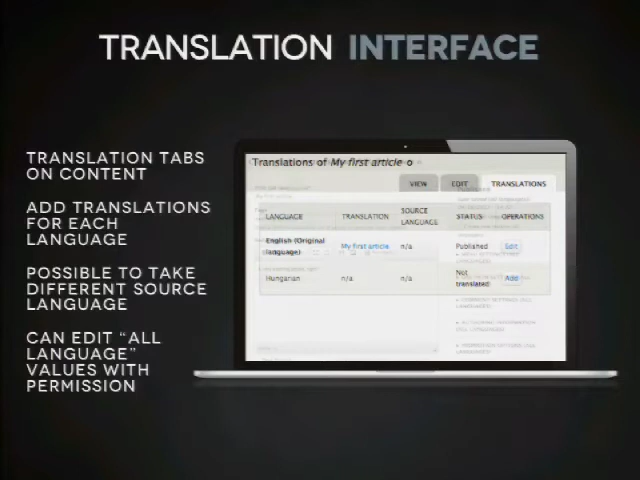 TRANSLATION INTERFACE
TRANSLATION TABS
ON CONTENT
ADD TRANSLATIONS
FOR EACH
LANGUAGE
POSSIBLE TO TAKE
DIFFERENT SOURCE
LANGUAGE
CAN EDIT “ALL
LANGUAGE”
VALUES WITH
PERMISSION
Translations of My first article o
VIEW EDIT TRANSLATIONS
LANGUAGE TRANSLATION SOURCE LANGUAGE STATUS OPERATIONS
English (Original language) My first article n/a Published Edit
Hungarian n/a n/a Not translated Add